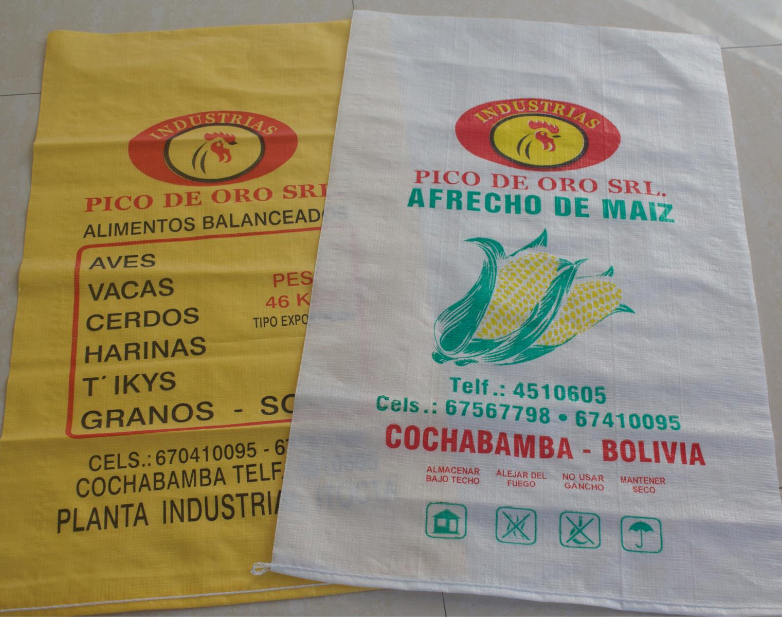 INDUSTRIAS
PICO DE ORO SRL
ALIMENTOS BALANCEADO
AVES
VACAS
CERDOS
HARINAS
T´IKYS
GRANOS - SO
PES
46 K
TIPO EXPO
CELS.: 670410095 - 67
COCHABAMBA TELF
PLANTA INDUSTRIA
INDUSTRIAS
PICO DE ORO SRL.
AFRECHO DE MAIZ
Telf.: 4510605
Cels.: 67567798 • 67410095
COCHABAMBA - BOLIVIA
ALMACENAR BAJO TECHO
ALEJAR DEL FUEGO
NO USAR GANCHO
MANTENER SECO